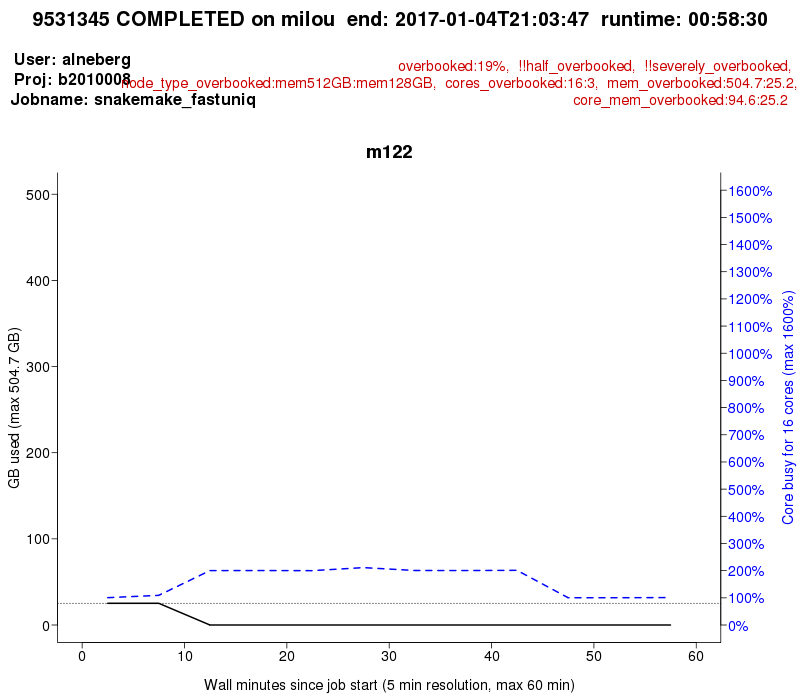 9531345 COMPLETED on milou end: 2017-01-04T21:03:47 runtime: 00:58:30
User: alneberg
overbooked:19%, !!half_overbooked, !!severely_overbooked,
Proj: b2010008
node_type_overbooked:mem512GB:mem128GB, cores_overbooked:16:3, mem_overbooked:504.7:25.2,
Jobname: snakemake_fastuniq
core_mem_overbooked:94.6:25.2
m122
GB used (max 504.7 GB)
500
400
300
200
100
0
1600%
1500%
1400%
1300%
1200%
1100%
1000%
900%
800%
700%
600%
500%
400%
300%
200%
100%
0%
Core busy for 16 cores (max 1600%)
0 10 20 30 40 50 60
Wall minutes since job start (5 min resolution, max 60 min)